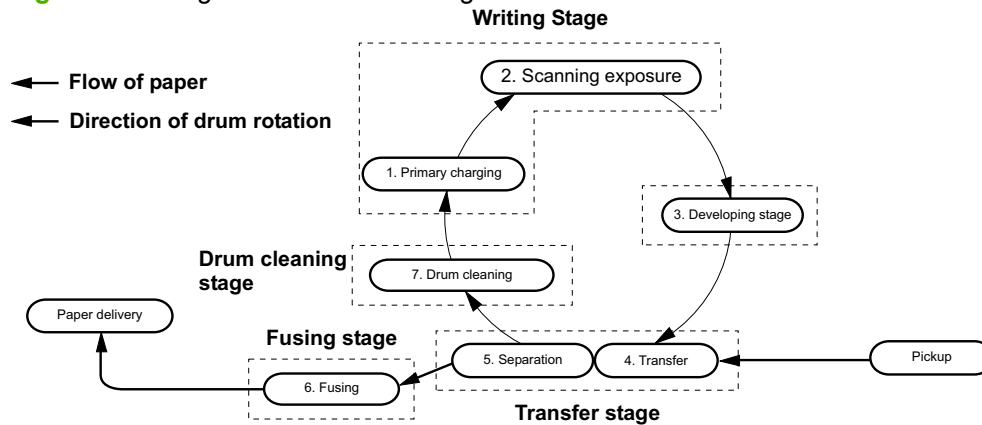 Writing Stage
2. Scanning exposure
Flow of paper
Direction of drum rotation
1. Primary charging
3. Developing stage
Drum cleaning
stage
7. Drum cleaning
Paper delivery
Fusing stage
5. Separation
4. Transfer
Pickup
6. Fusing
Transfer stage